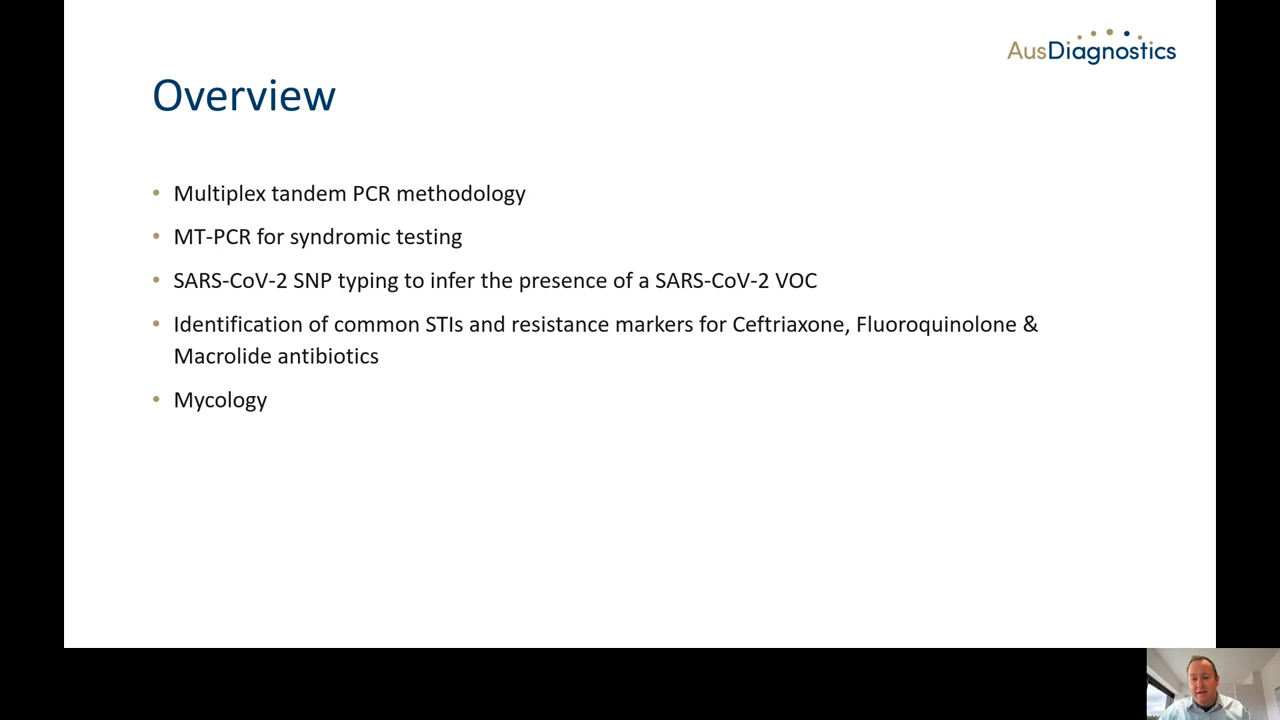 AusDiagnostics
Overview
• Multiplex tandem PCR methodology
• MT-PCR for syndromic testing
• SARS-CoV-2 SNP typing to infer the presence of a SARS-CoV-2 VOC
• Identification of common STIs and resistance markers for Ceftriaxone, Fluoroquinolone &
Macrolide antibiotics
• Mycology